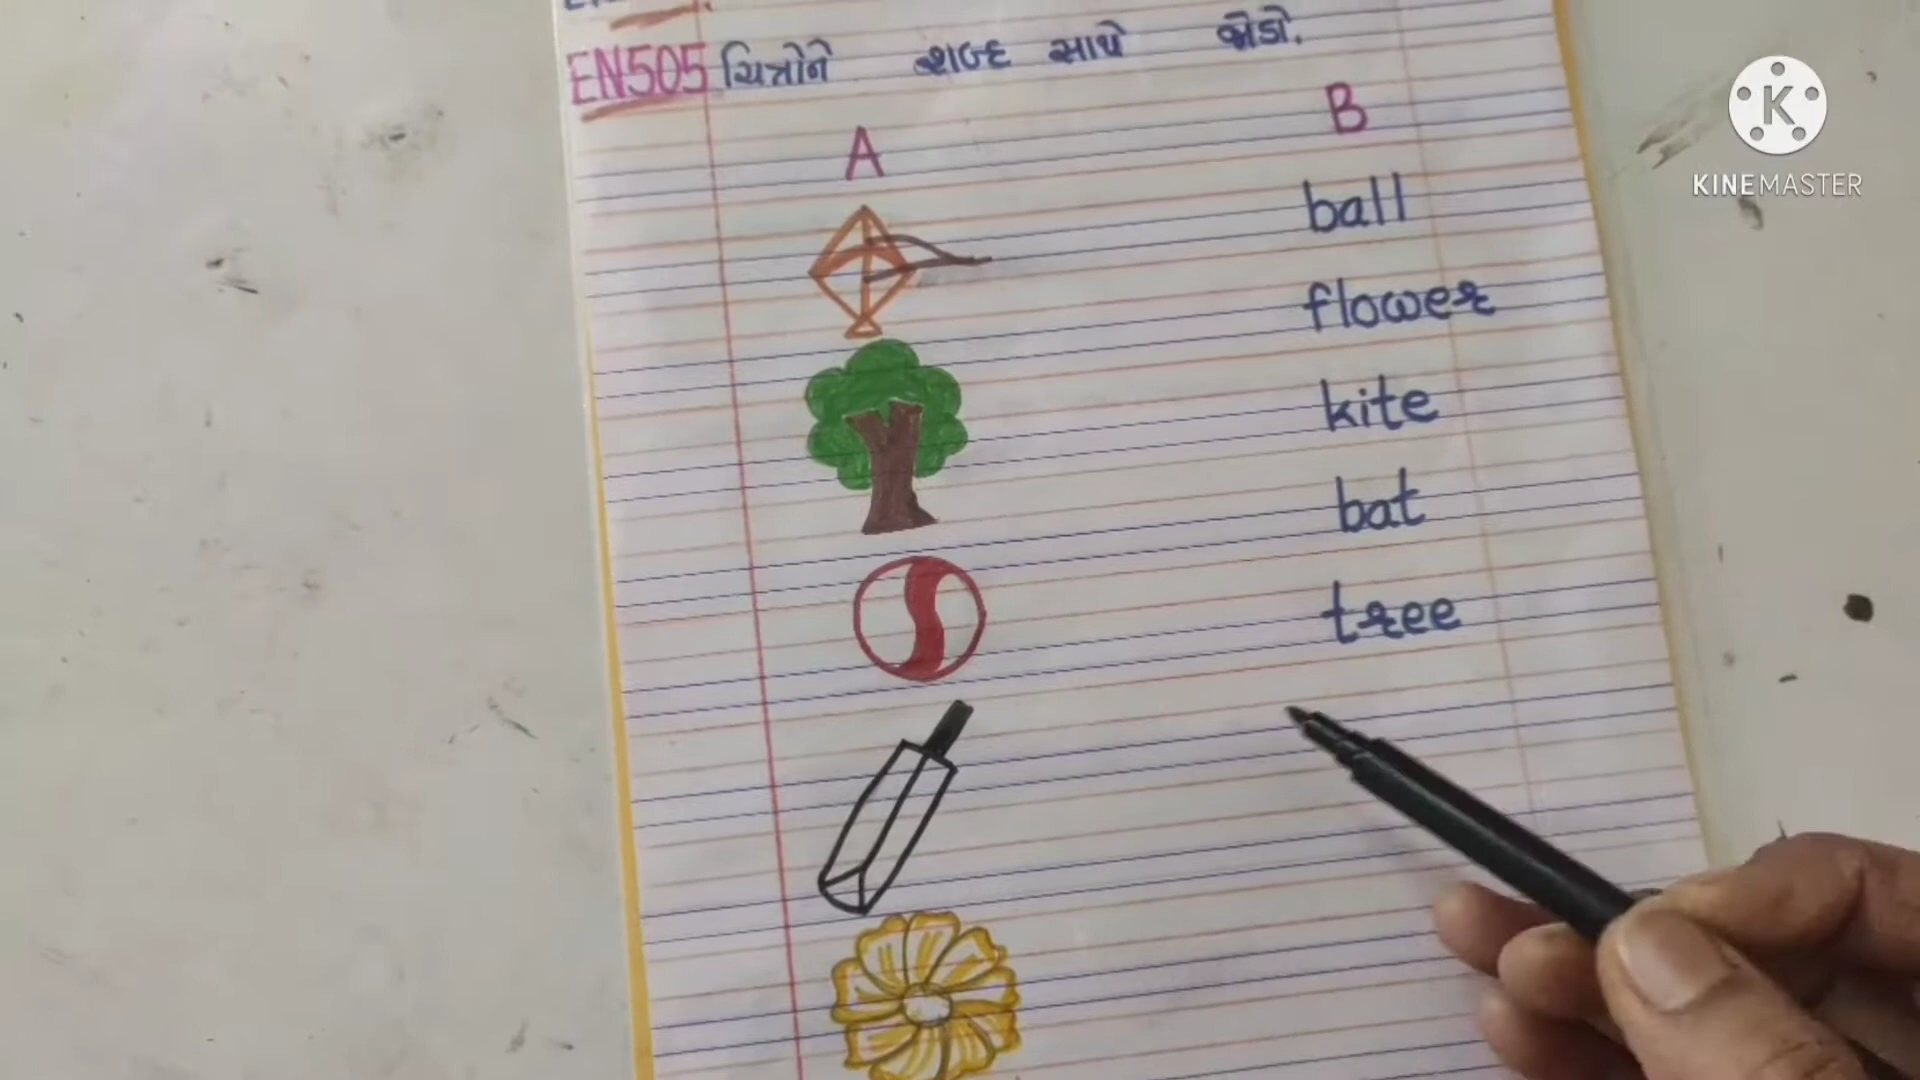 EN505 ચિત્રોને શબ્દ સાથે જોડો.
A B
ball
flower
kite
bat
tree
KINEMASTER